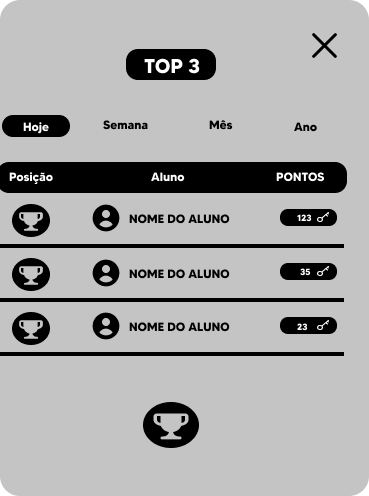 TOP 3
Hoje Semana Mês Ano
Posição Aluno PONTOS
NOME DO ALUNO 123
NOME DO ALUNO 35
NOME DO ALUNO 23